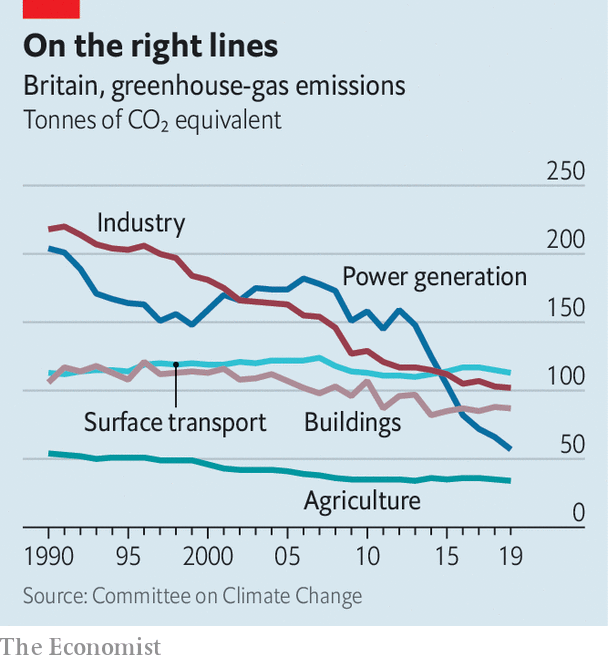 On the right lines
Britain, greenhouse-gas emissions
Tonnes of CO₂ equivalent
250
Industry
200
Power generation
150
100
Surface transport
Buildings
50
Agriculture
0
1990 95 2000 05 10 15 19
Source: Committee on Climate Change
The Economist